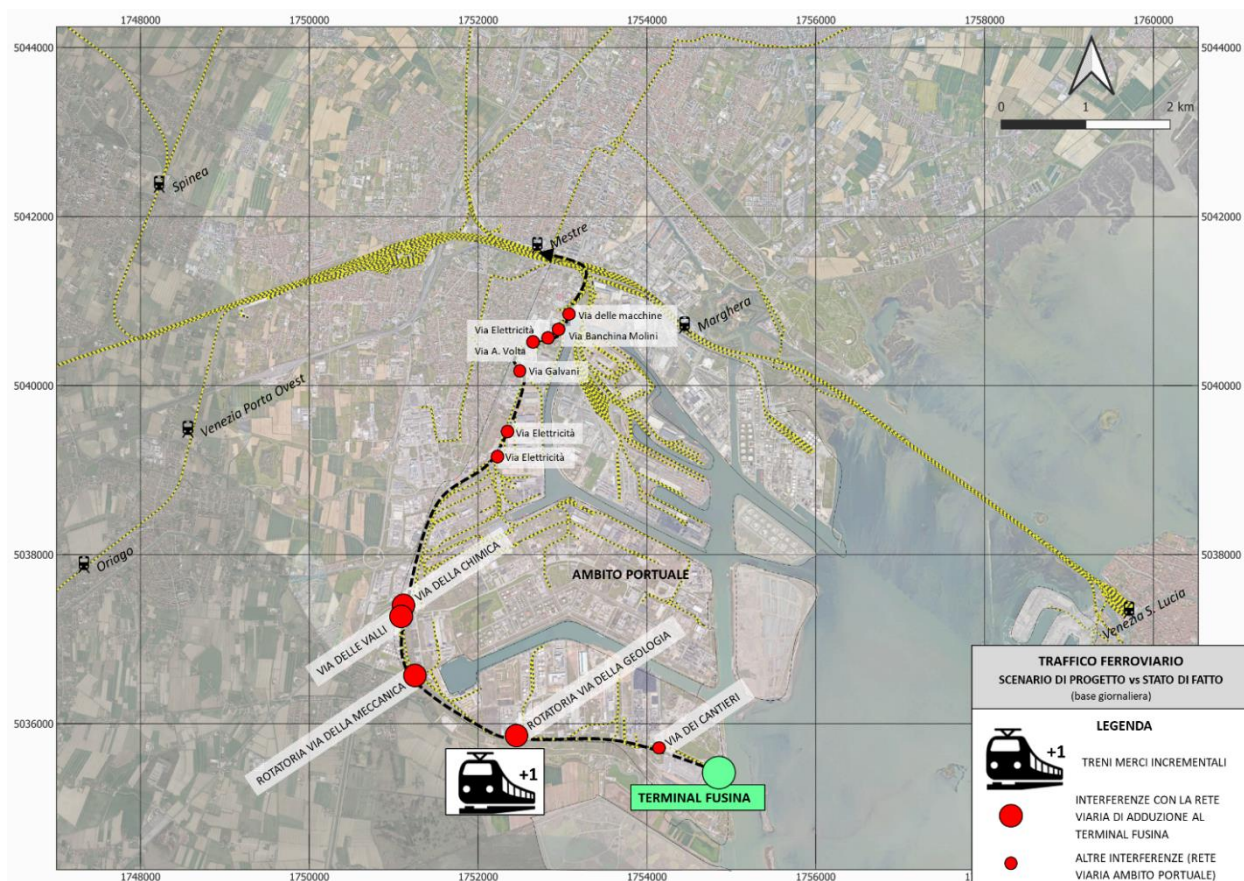 1748000 1750000 1752000 1754000 1756000 1758000 1760000
5044000 5044000
0 1 2 km
Spinea
5042000 5042000
Mestre
Marghera
Via delle macchine
Via Elettricità
Via Banchina Molini
Via A. Volta
Via Galvani
5040000 5040000
Venezia Porta Ovest
Via Elettricità
Via Elettricità
5038000 5038000
Oriago
VIA DELLA CHIMICA
AMBITO PORTUALE
Venezia S. Lucia
VIA DELLE VALLI
ROTATORIA VIA DELLA GEOLOGIA
ROTATORIA VIA DELLA MECCANICA
VIA DEI CANTIERI
5036000
+1
TERMINAL FUSINA
TRAFFICO FERROVIARIO
SCENARIO DI PROGETTO vs STATO DI FATTO
(base giornaliera)
LEGENDA
+1
TRENI MERCI INCREMENTALI
INTERFERENZE CON LA RETE
VIARIA DI ADDUZIONE AL
TERMINAL FUSINA
ALTRE INTERFERENZE (RETE
VIARIA AMBITO PORTUALE)
1748000 1750000 1752000 1754000 1756000